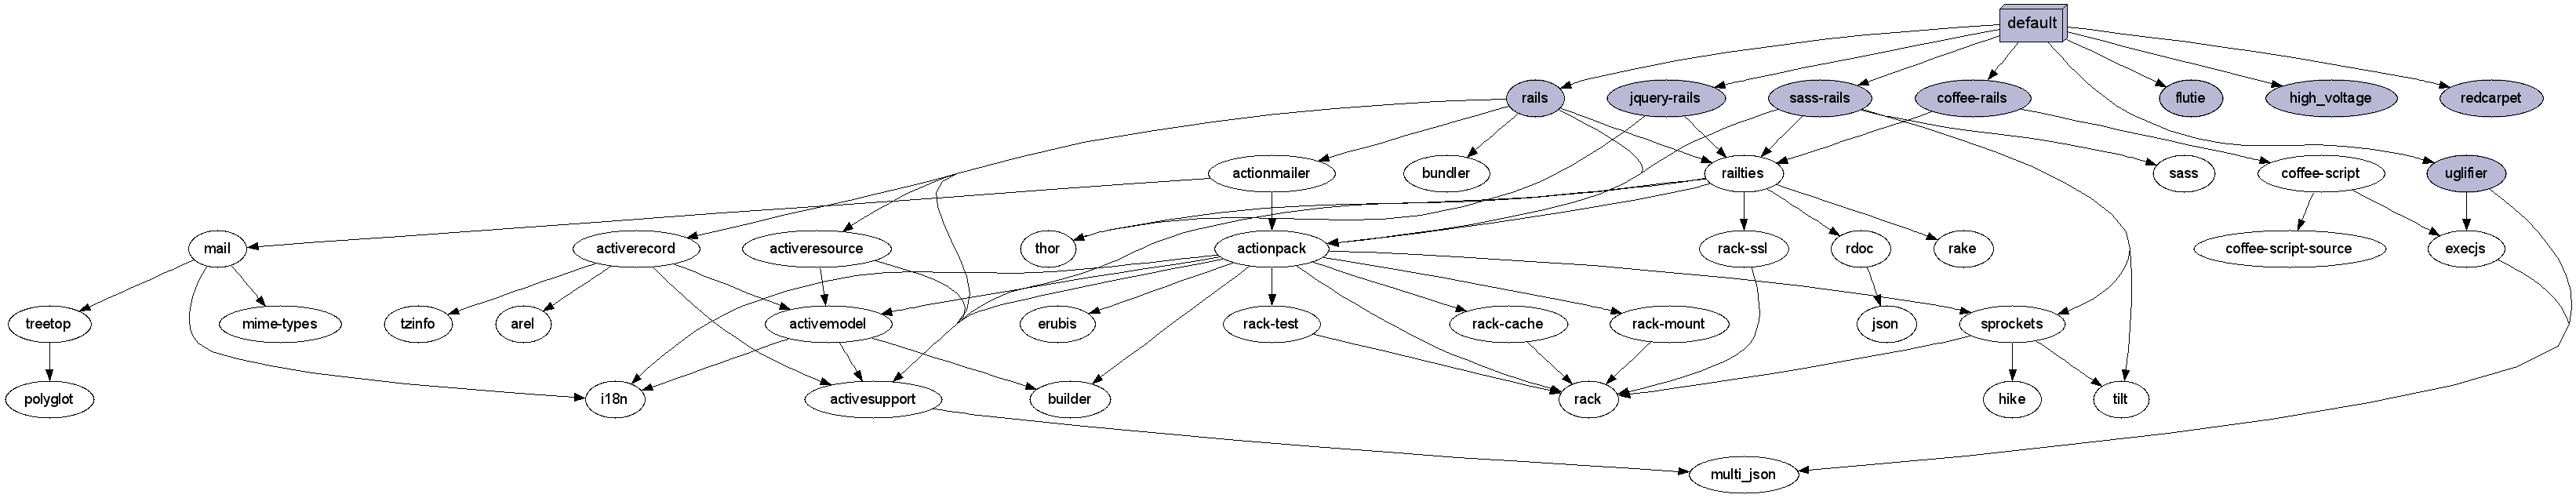 default
rails
jquery-rails
sass-rails
coffee-rails
flutie
high_voltage
redcarpet
actionmailer
bundler
railties
sass
coffee-script
uglifier
mail
activerecord
activeresource
thor
actionpack
rack-ssl
rdoc
rake
coffee-script-source
execjs
treetop
mime-types
tzinfo
arel
activemodel
erubis
rack-test
rack-cache
rack-mount
json
sprockets
polyglot
i18n
activesupport
builder
rack
hike
tilt
multi_json